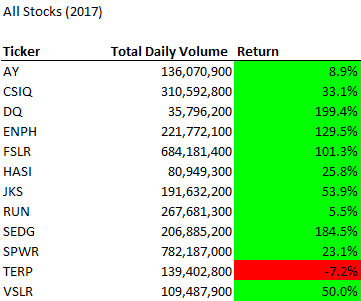 All Stocks (2017)
Ticker Total Daily Volume Return
AY 136,070,900 8.9%
CSIQ 310,592,800 33.1%
DQ 35,796,200 199.4%
ENPH 221,772,100 129.5%
FSLR 684,181,400 101.3%
HASI 80,949,300 25.8%
JKS 191,632,200 53.9%
RUN 267,681,300 5.5%
SEDG 206,885,200 184.5%
SPWR 782,187,000 23.1%
TERP 139,402,800 -7.2%
VSLR 109,487,900 50.0%